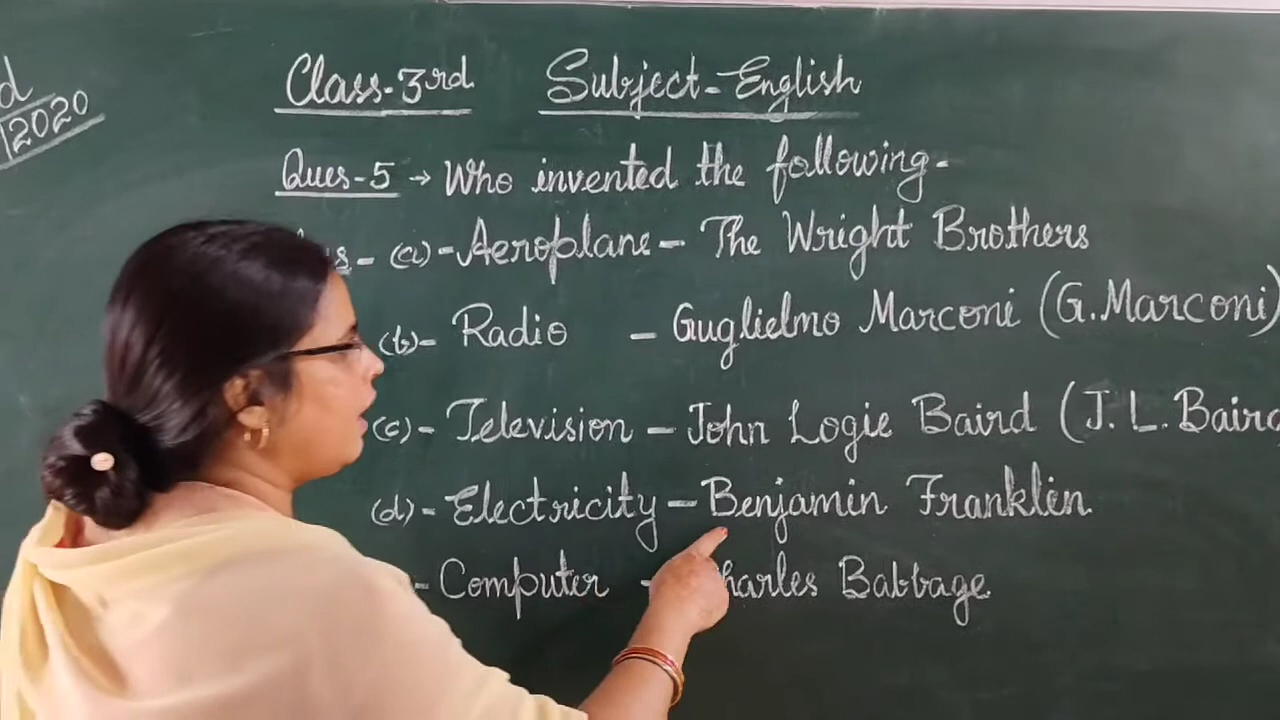 2020
Class-3rd Subject-English
Ques-5 → Who invented the following-
(a)-Aeroplane- The Wright Brothers
(b)- Radio - Guglielmo Marconi (G.Marconi)
(c)- Television - John Logie Baird (J.L.Baird
(d)- Electricity - Benjamin Franklin
- Computer - Charles Babbage